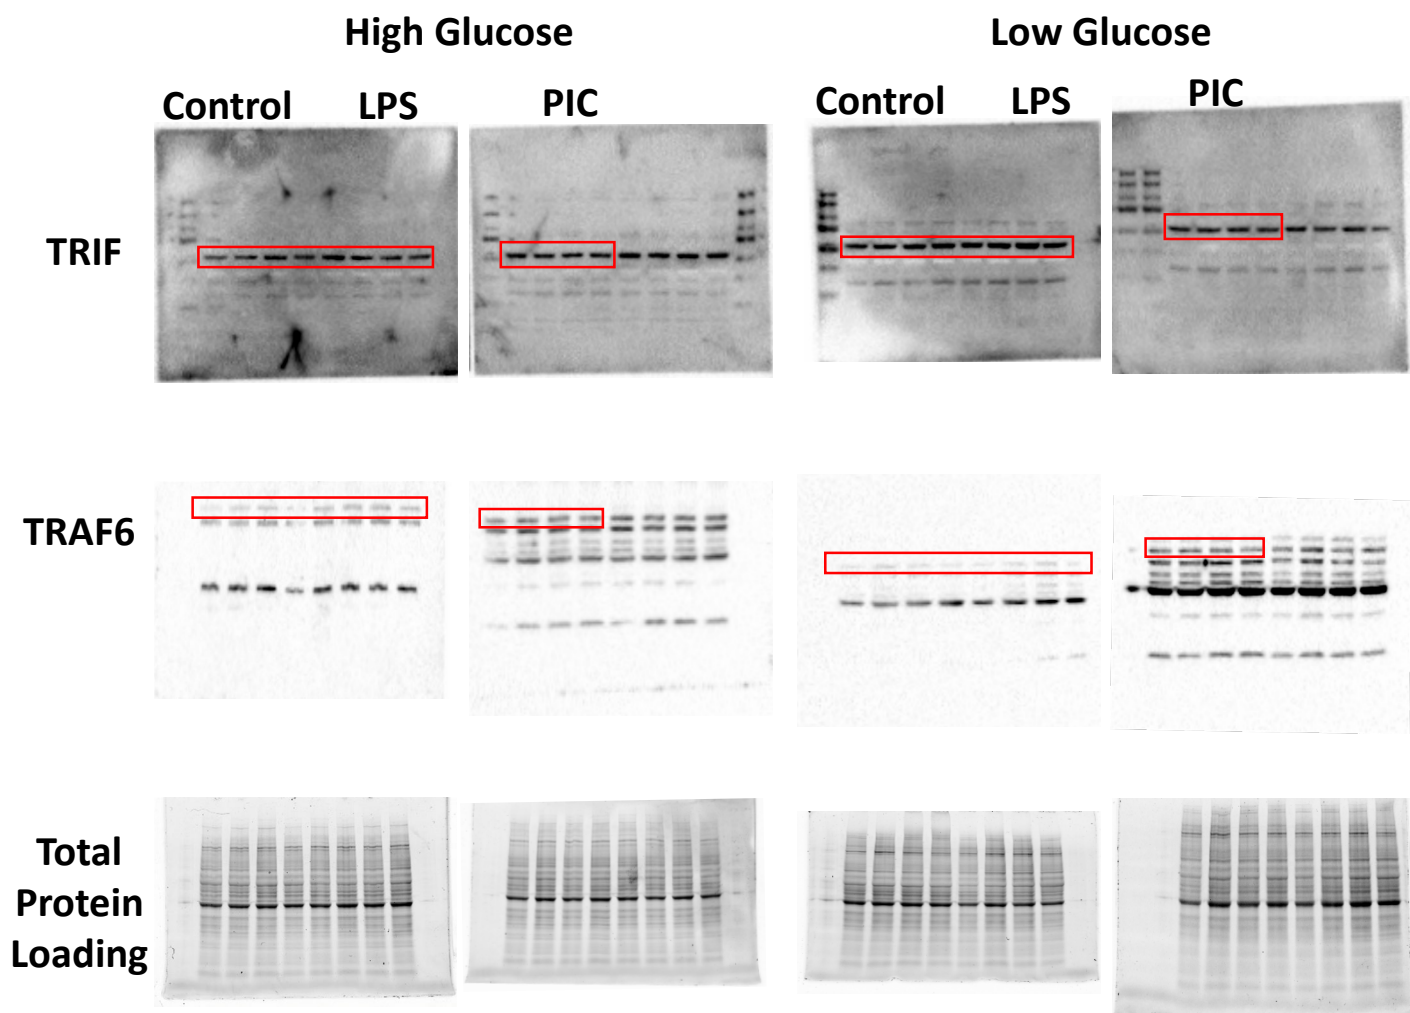 High Glucose
Low Glucose
Control
LPS
PIC
Control
LPS
PIC
TRIF
TRAF6
Total
Protein
Loading